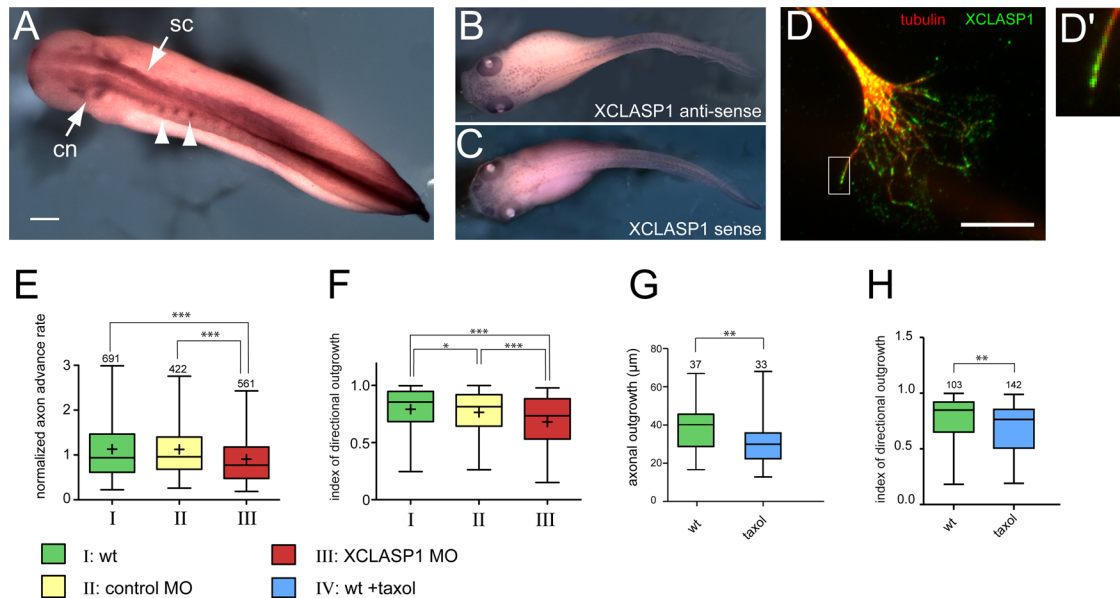 A
sc
cn
B
XCLASP1 anti-sense
C
XCLASP1 sense
D
tubulin XCLASP1
D'
E
normalized axon advance rate
3
2
1
0
691
422
561
***
***
I II III
F
index of directional outgrowth
1.0
0.5
0.0
***
* ***
I II III
G
axonal outgrowth (µm)
80
60
40
20
0
**
37 33
wt taxol
H
index of directional outgrowth
1.5
1.0
0.5
0.0
**
103 142
wt taxol
I: wt
II: control MO
III: XCLASP1 MO
IV: wt +taxol